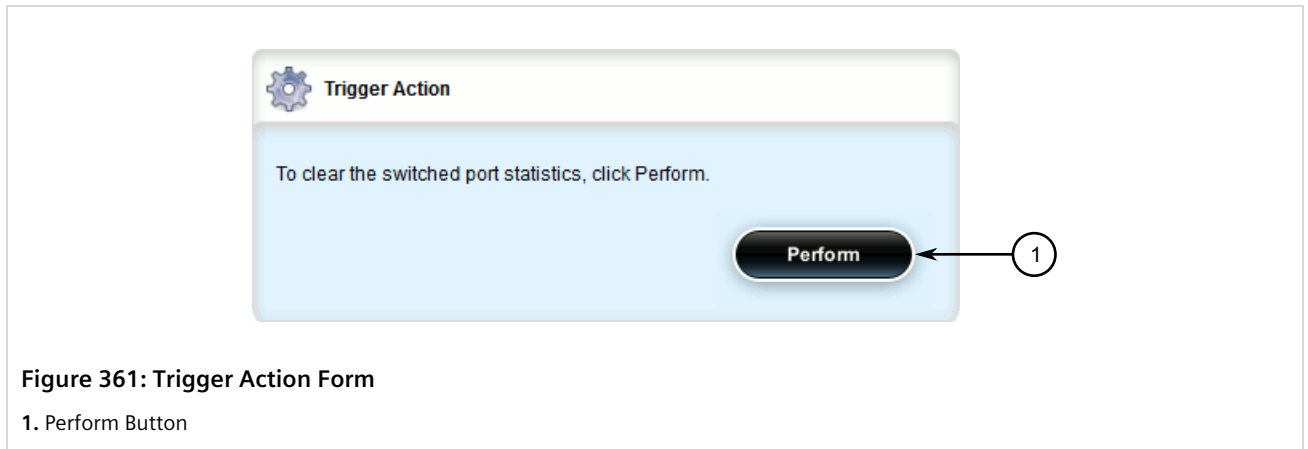 Trigger Action
To clear the switched port statistics, click Perform.
Perform
1
Figure 361: Trigger Action Form
1. Perform Button